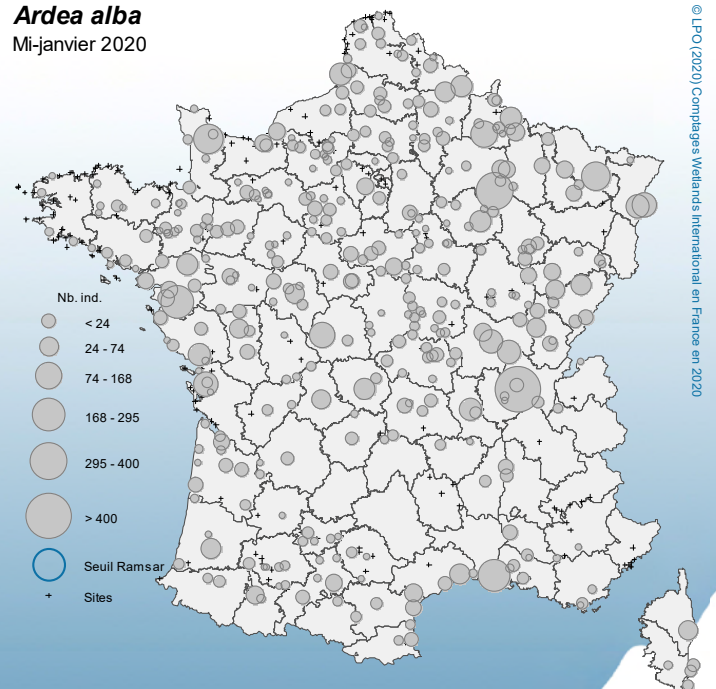 Ardea alba
Mi-janvier 2020
© LPO (2020) Comptages Wetlands International en France en 2020
Nb. ind.
< 24
24 - 74
74 - 168
168 - 295
295 - 400
> 400
Seuil Ramsar
Sites